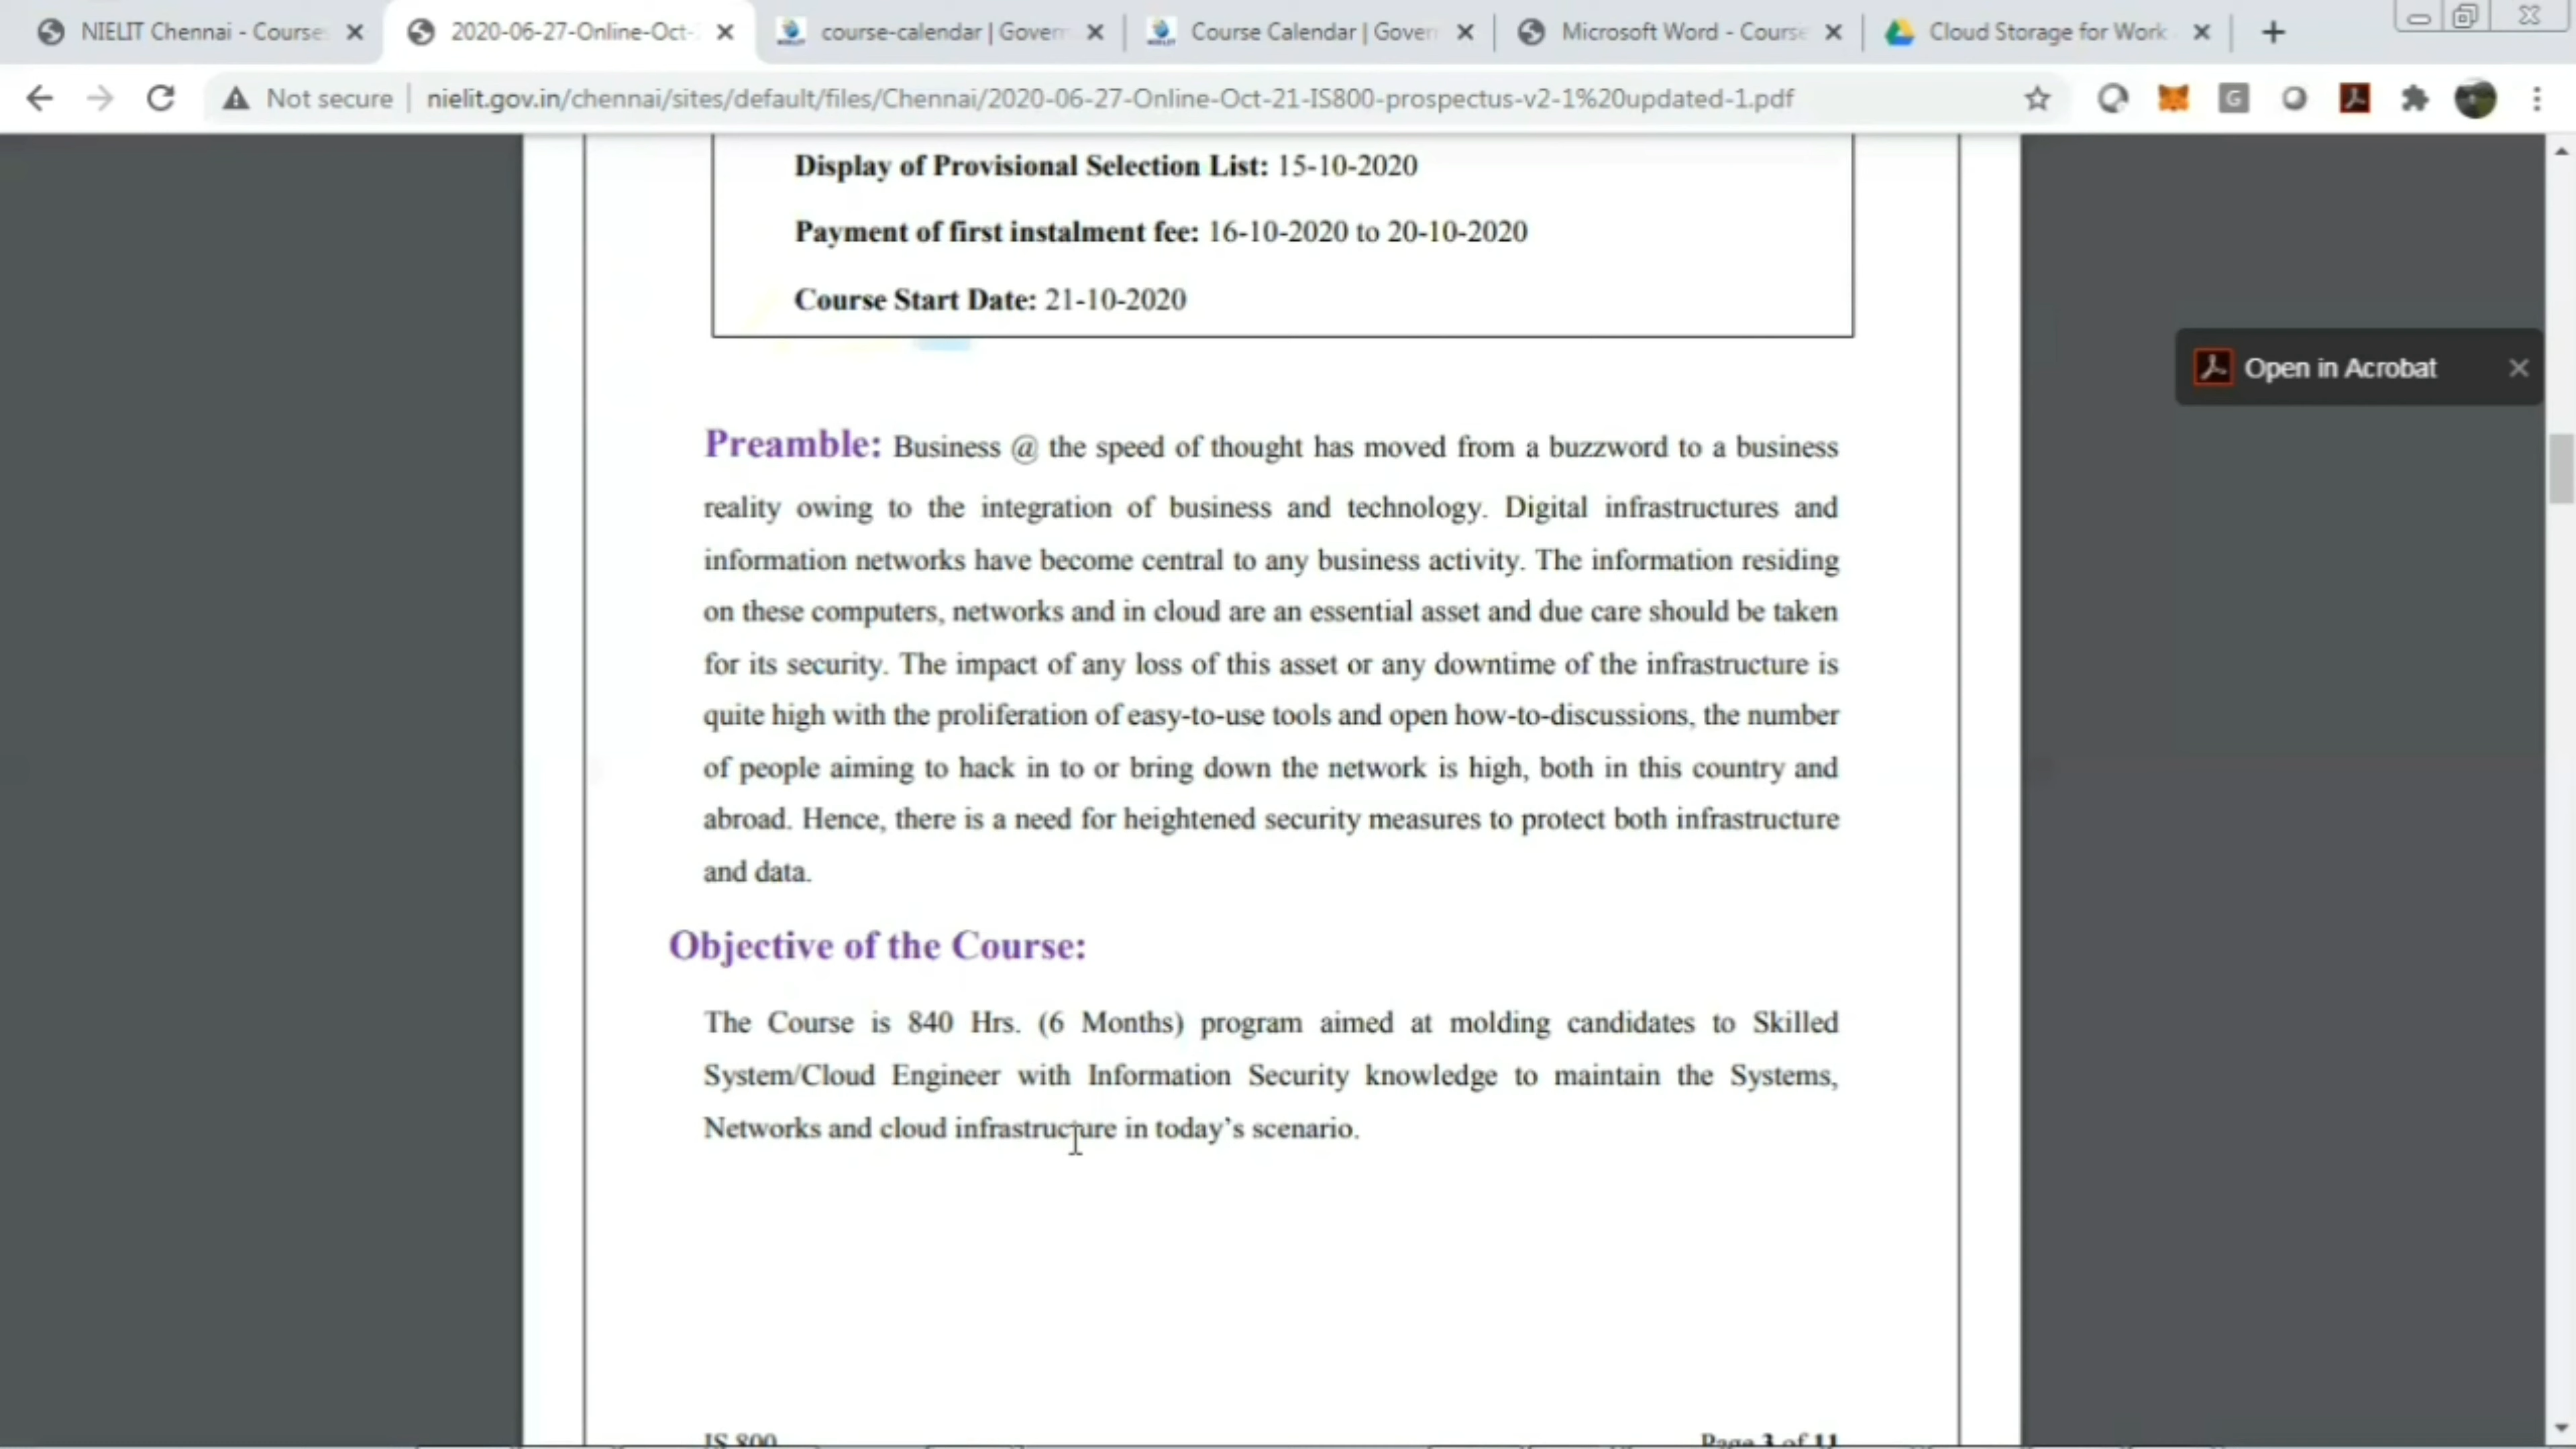 NIELIT Chennai - Course
2020-06-27-Online-Oct-
course-calendar | Govern
Course Calendar | Govern
Microsoft Word - Course
Cloud Storage for Work
Not secure
nielit.gov.in/chennai/sites/default/files/Chennai/2020-06-27-Online-Oct-21-IS800-prospectus-v2-1%20updated-1.pdf
Display of Provisional Selection List: 15-10-2020
Payment of first instalment fee: 16-10-2020 to 20-10-2020
Course Start Date: 21-10-2020
Open in Acrobat
Preamble: Business @ the speed of thought has moved from a buzzword to a business
reality owing to the integration of business and technology. Digital infrastructures and
information networks have become central to any business activity. The information residing
on these computers, networks and in cloud are an essential asset and due care should be taken
for its security. The impact of any loss of this asset or any downtime of the infrastructure is
quite high with the proliferation of easy-to-use tools and open how-to-discussions, the number
of people aiming to hack in to or bring down the network is high, both in this country and
abroad. Hence, there is a need for heightened security measures to protect both infrastructure
and data.
Objective of the Course:
The Course is 840 Hrs. (6 Months) program aimed at molding candidates to Skilled
System/Cloud Engineer with Information Security knowledge to maintain the Systems,
Networks and cloud infrastructure in today's scenario.
IS 800
Page 3 of 11